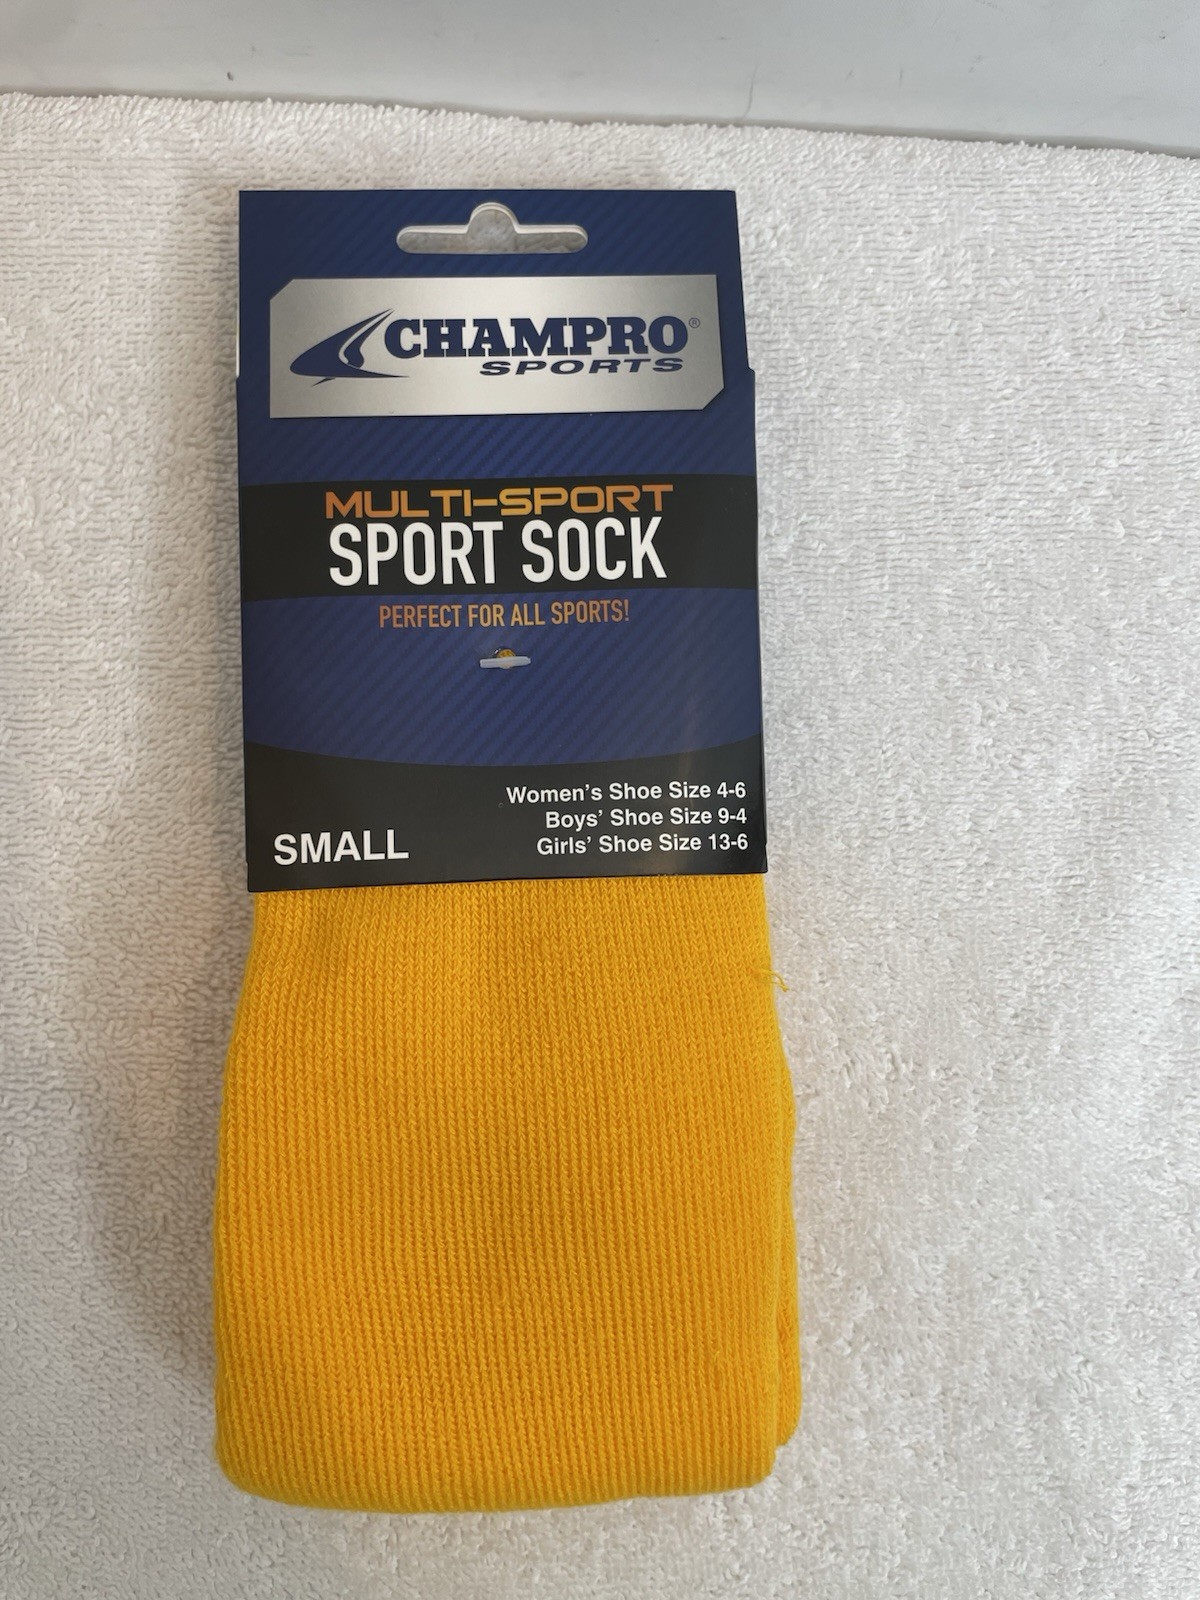 CHAMPRO®
SPORTS
MULTI-SPORT
SPORT SOCK
PERFECT FOR ALL SPORTS!
Women's Shoe Size 4-6
Boys' Shoe Size 9-4
Girls' Shoe Size 13-6
SMALL